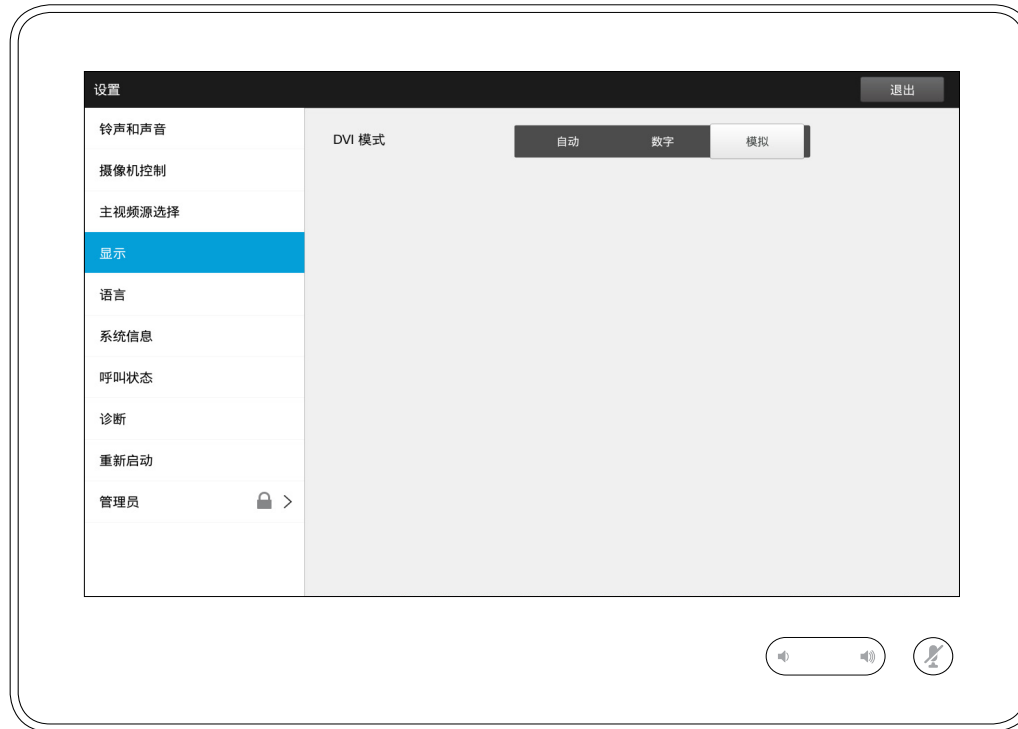 设置
退出
铃声和声音
DVI 模式
自动
数字
模拟
摄像机控制
主视频源选择
显示
语言
系统信息
呼叫状态
诊断
重新启动
管理员